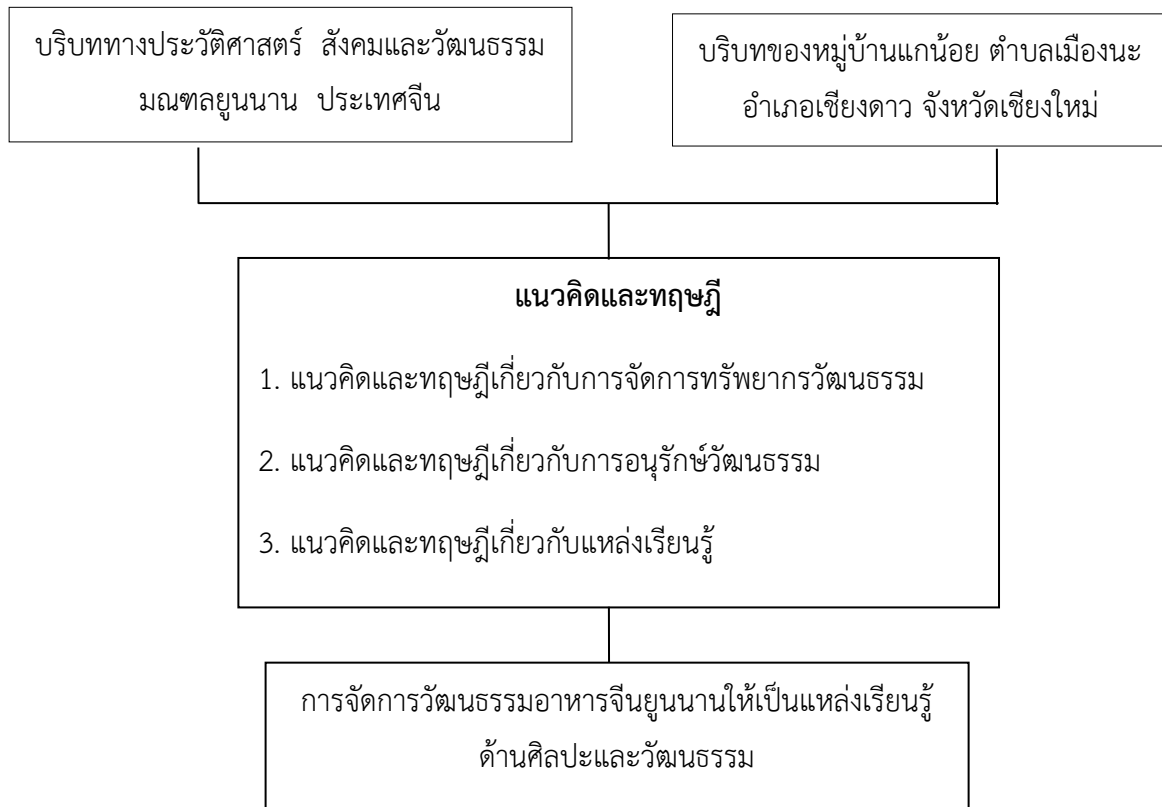 บริบททางประวัติศาสตร์ สังคมและวัฒนธรรม
มณฑลยูนนาน ประเทศจีน
บริบทของหมู่บ้านแกน้อย ตำบลเมืองนะ
อำเภอเชียงดาว จังหวัดเชียงใหม่
แนวคิดและทฤษฎี
1. แนวคิดและทฤษฎีเกี่ยวกับการจัดการทรัพยากรวัฒนธรรม
2. แนวคิดและทฤษฎีเกี่ยวกับการอนุรักษ์วัฒนธรรม
3. แนวคิดและทฤษฎีเกี่ยวกับแหล่งเรียนรู้
การจัดการวัฒนธรรมอาหารจีนยูนนานให้เป็นแหล่งเรียนรู้
ด้านศิลปะและวัฒนธรรม